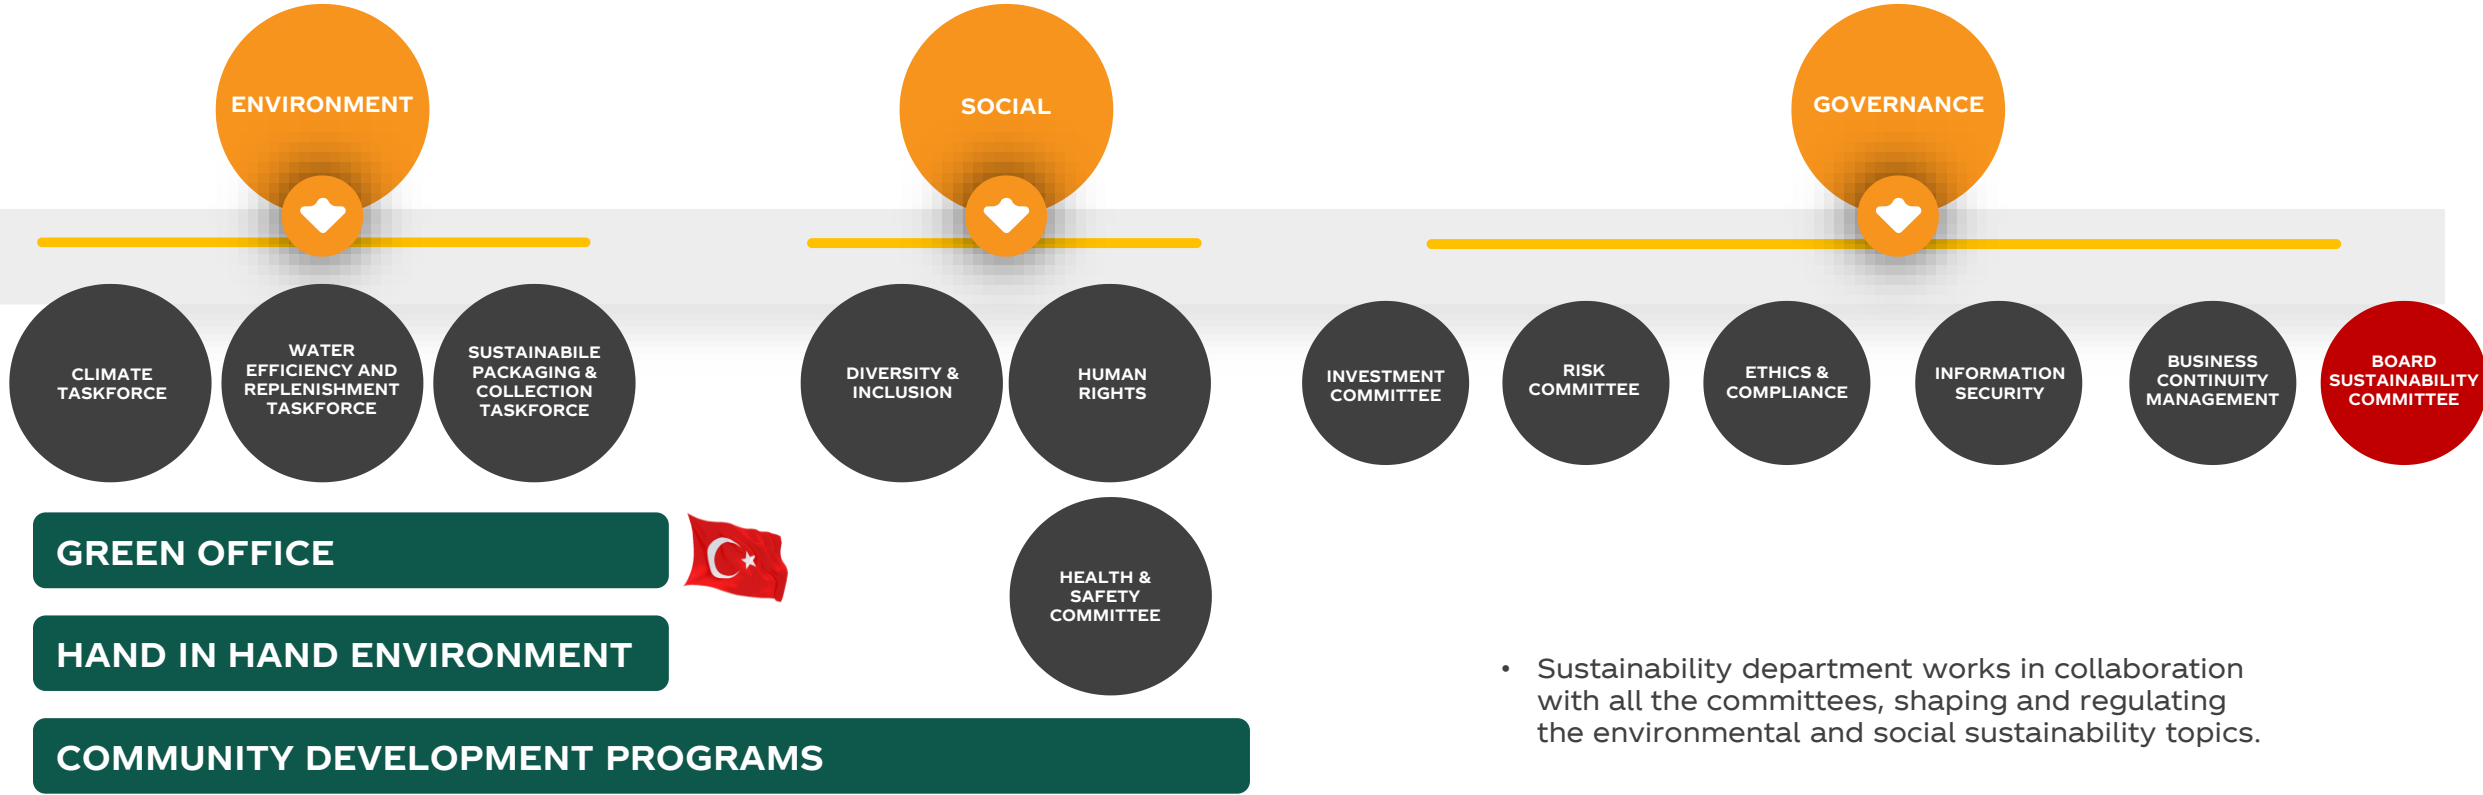 ENVIRONMENT
SOCIAL
GOVERNANCE
CLIMATE
TASKFORCE
WATER
EFFICIENCY AND
REPLENISHMENT
TASKFORCE
SUSTAINABILE
PACKAGING &
COLLECTION
TASKFORCE
DIVERSITY &
INCLUSION
HUMAN
RIGHTS
HEALTH &
SAFETY
COMMITTEE
INVESTMENT
COMMITTEE
RISK
COMMITTEE
ETHICS &
COMPLIANCE
INFORMATION
SECURITY
BUSINESS
CONTINUITY
MANAGEMENT
BOARD
SUSTAINABILITY
COMMITTEE
GREEN OFFICE
HAND IN HAND ENVIRONMENT
COMMUNITY DEVELOPMENT PROGRAMS
• Sustainability department works in collaboration
with all the committees, shaping and regulating
the environmental and social sustainability topics.